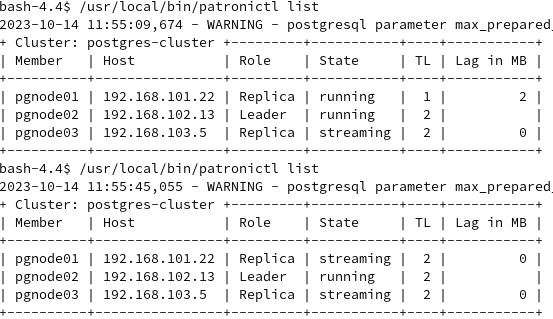 bash-4.4$ /usr/local/bin/patronictl list
2023-10-14 11:55:09,674 - WARNING - postgresql parameter max_prepared_
+ Cluster: postgres-cluster +---------+-----------+----+-----------+
| Member   | Host           | Role    | State     | TL | Lag in MB |
+----------+----------------+---------+-----------+----+-----------+
| pgnode01 | 192.168.101.22 | Replica | running   |  1 |         2 |
| pgnode02 | 192.168.102.13 | Leader  | running   |  2 |           |
| pgnode03 | 192.168.103.5  | Replica | streaming |  2 |         0 |
+----------+----------------+---------+-----------+----+-----------+
bash-4.4$ /usr/local/bin/patronictl list
2023-10-14 11:55:45,055 - WARNING - postgresql parameter max_prepared_
+ Cluster: postgres-cluster +---------+-----------+----+-----------+
| Member   | Host           | Role    | State     | TL | Lag in MB |
+----------+----------------+---------+-----------+----+-----------+
| pgnode01 | 192.168.101.22 | Replica | streaming |  2 |         0 |
| pgnode02 | 192.168.102.13 | Leader  | running   |  2 |           |
| pgnode03 | 192.168.103.5  | Replica | streaming |  2 |         0 |
+----------+----------------+---------+-----------+----+-----------+